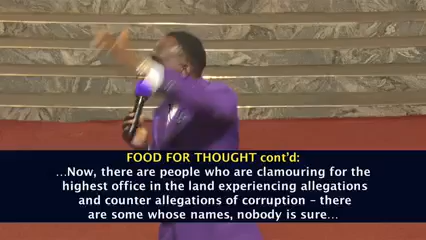 FOOD FOR THOUGHT cont'd:
...Now, there are people who are clamouring for the
highest office in the land experiencing allegations
and counter allegations of corruption – there
are some whose names, nobody is sure...